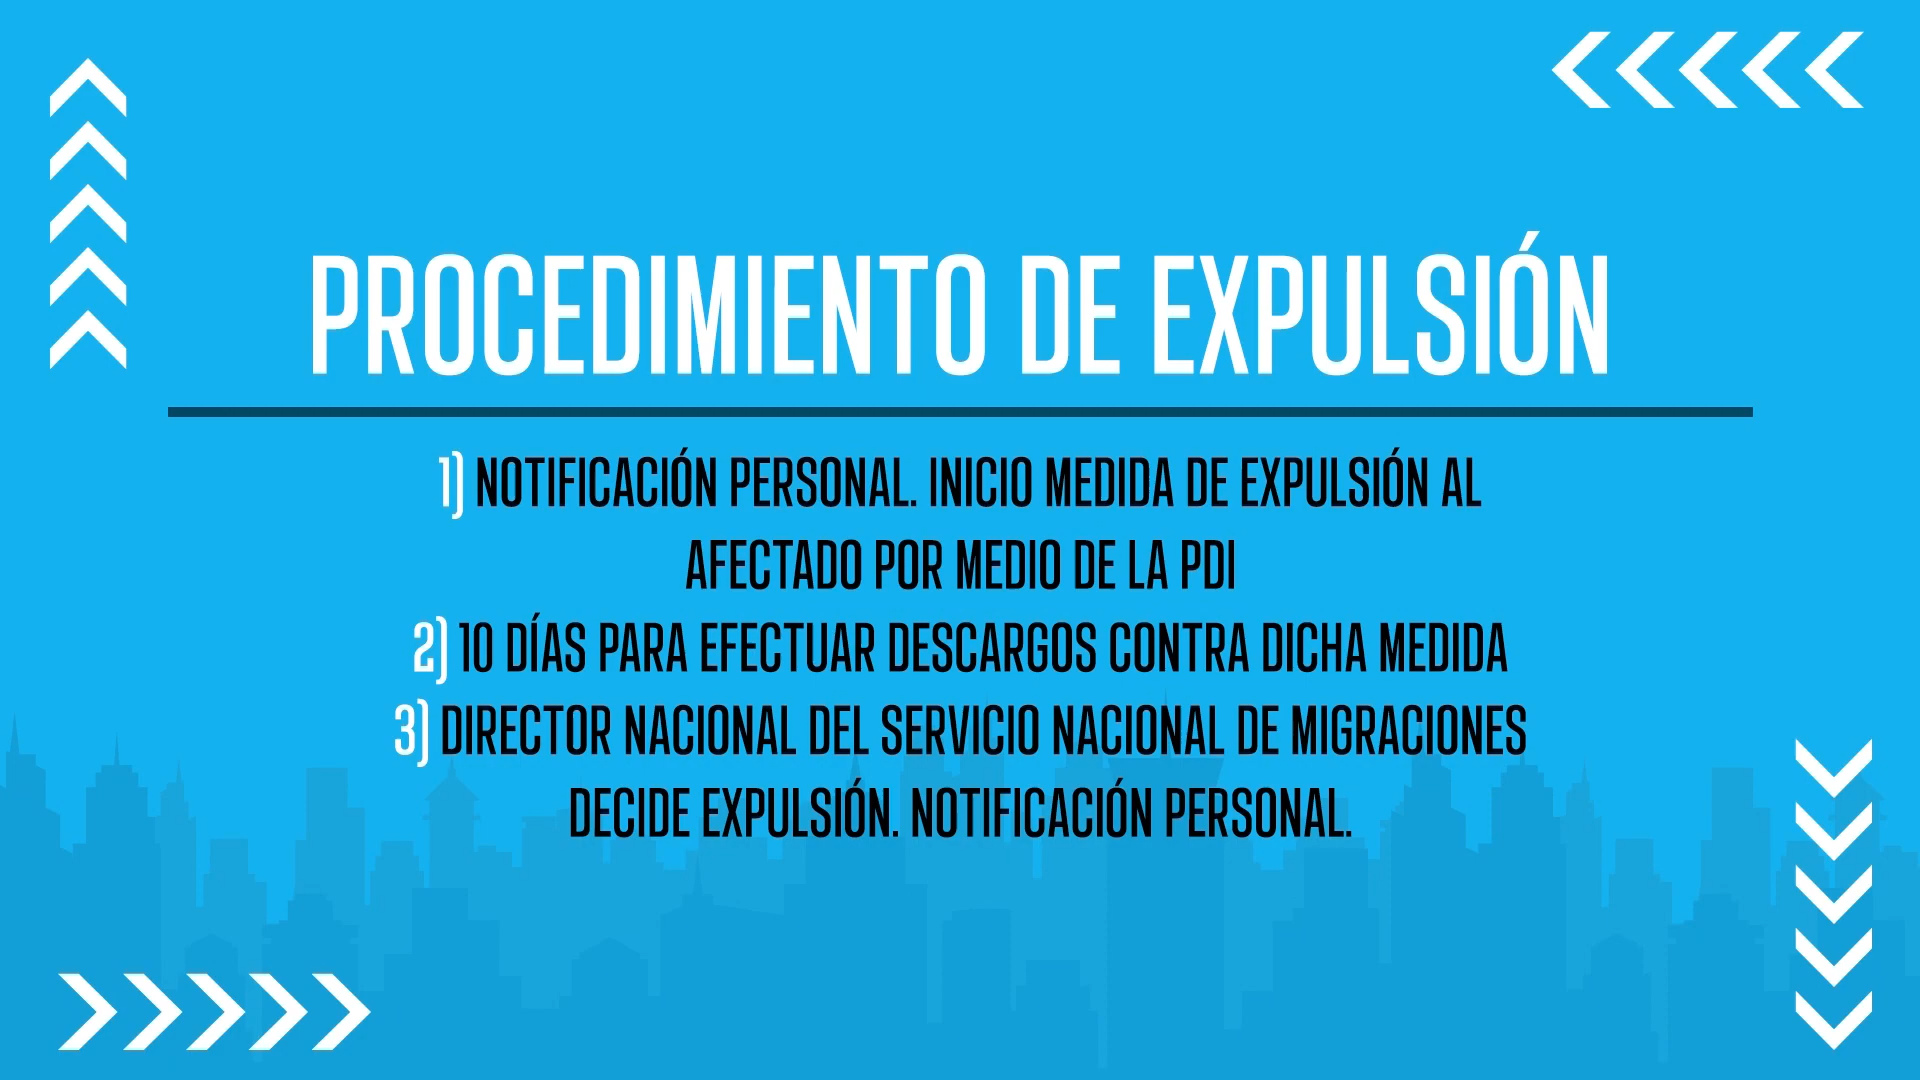 PROCEDIMIENTO DE EXPULSIÓN
1) NOTIFICACIÓN PERSONAL. INICIO MEDIDA DE EXPULSIÓN AL
AFECTADO POR MEDIO DE LA PDI
2) 10 DÍAS PARA EFECTUAR DESCARGOS CONTRA DICHA MEDIDA
3) DIRECTOR NACIONAL DEL SERVICIO NACIONAL DE MIGRACIONES
DECIDE EXPULSIÓN. NOTIFICACIÓN PERSONAL.